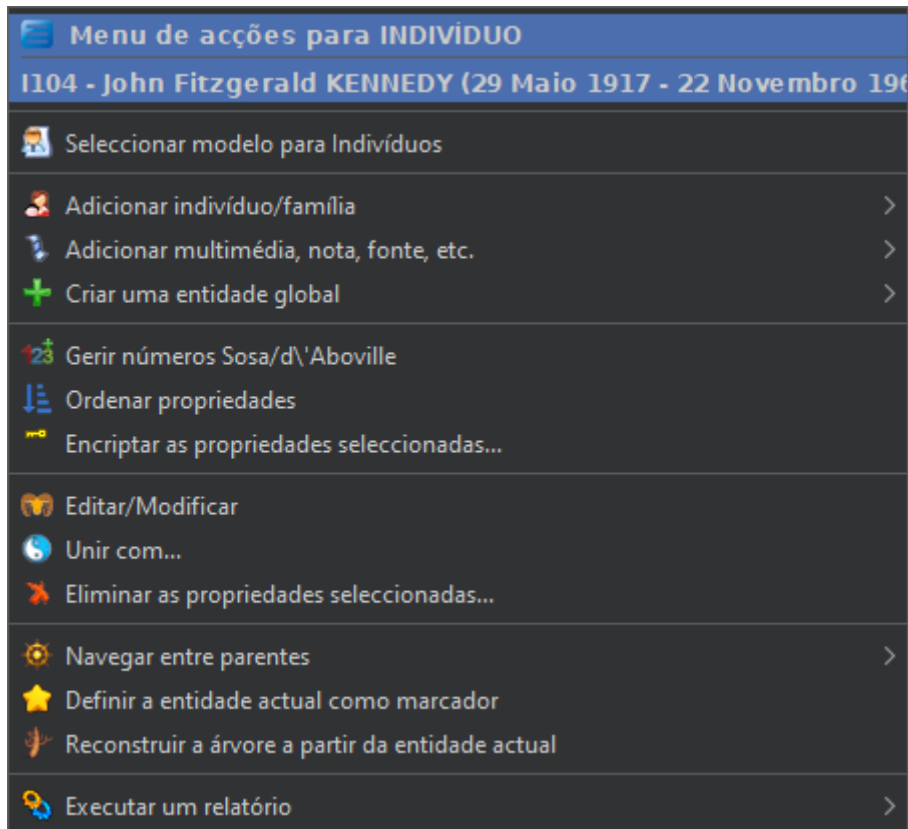 Menu de acções para INDIVÍDUO
I104 - John Fitzgerald KENNEDY (29 Maio 1917 - 22 Novembro 196
Seleccionar modelo para Indivíduos
Adicionar indivíduo/família
Adicionar multimédia, nota, fonte, etc.
Criar uma entidade global
123 Gerir números Sosa/d\'Aboville
Ordenar propriedades
Encriptar as propriedades seleccionadas...
Editar/Modificar
Unir com...
Eliminar as propriedades seleccionadas...
Navegar entre parentes
Definir a entidade actual como marcador
Reconstruir a árvore a partir da entidade actual
Executar um relatório